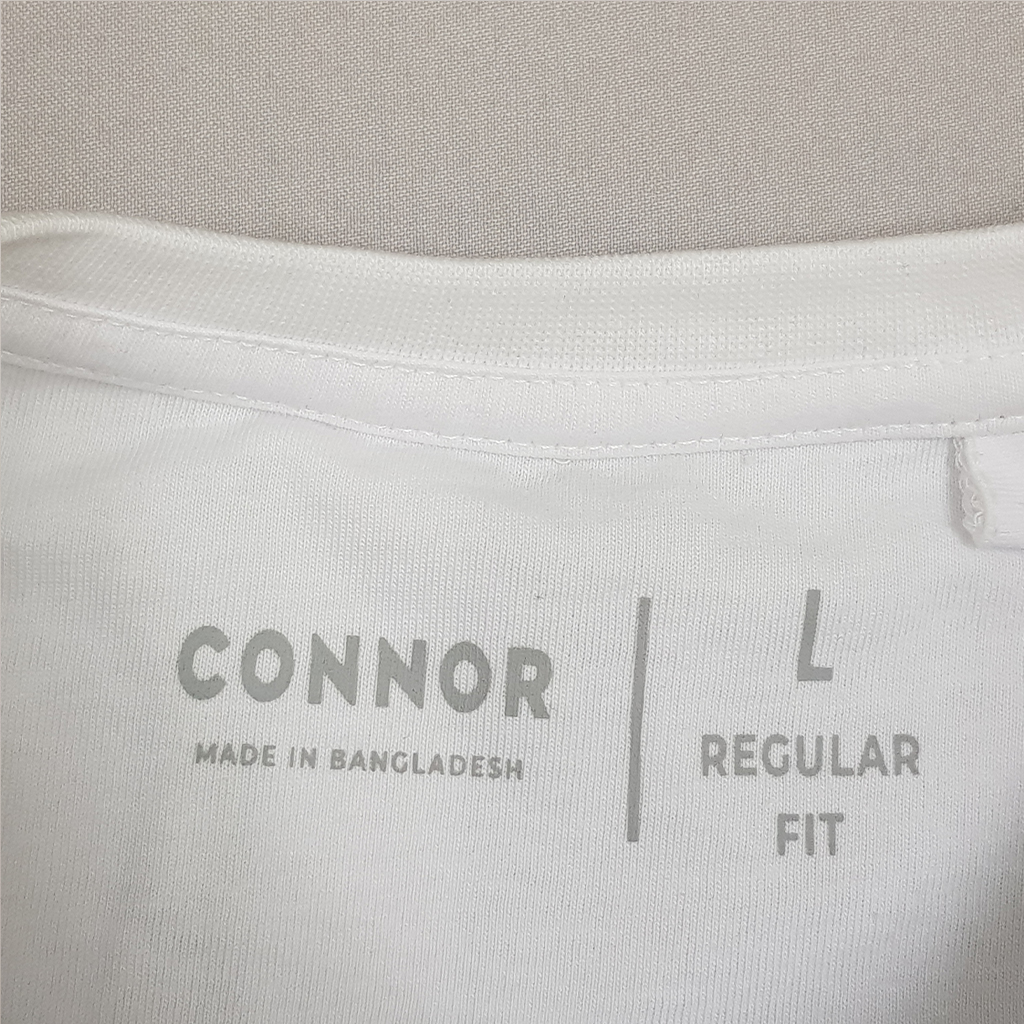 CONNOR
MADE IN BANGLADESH
L
REGULAR
FIT